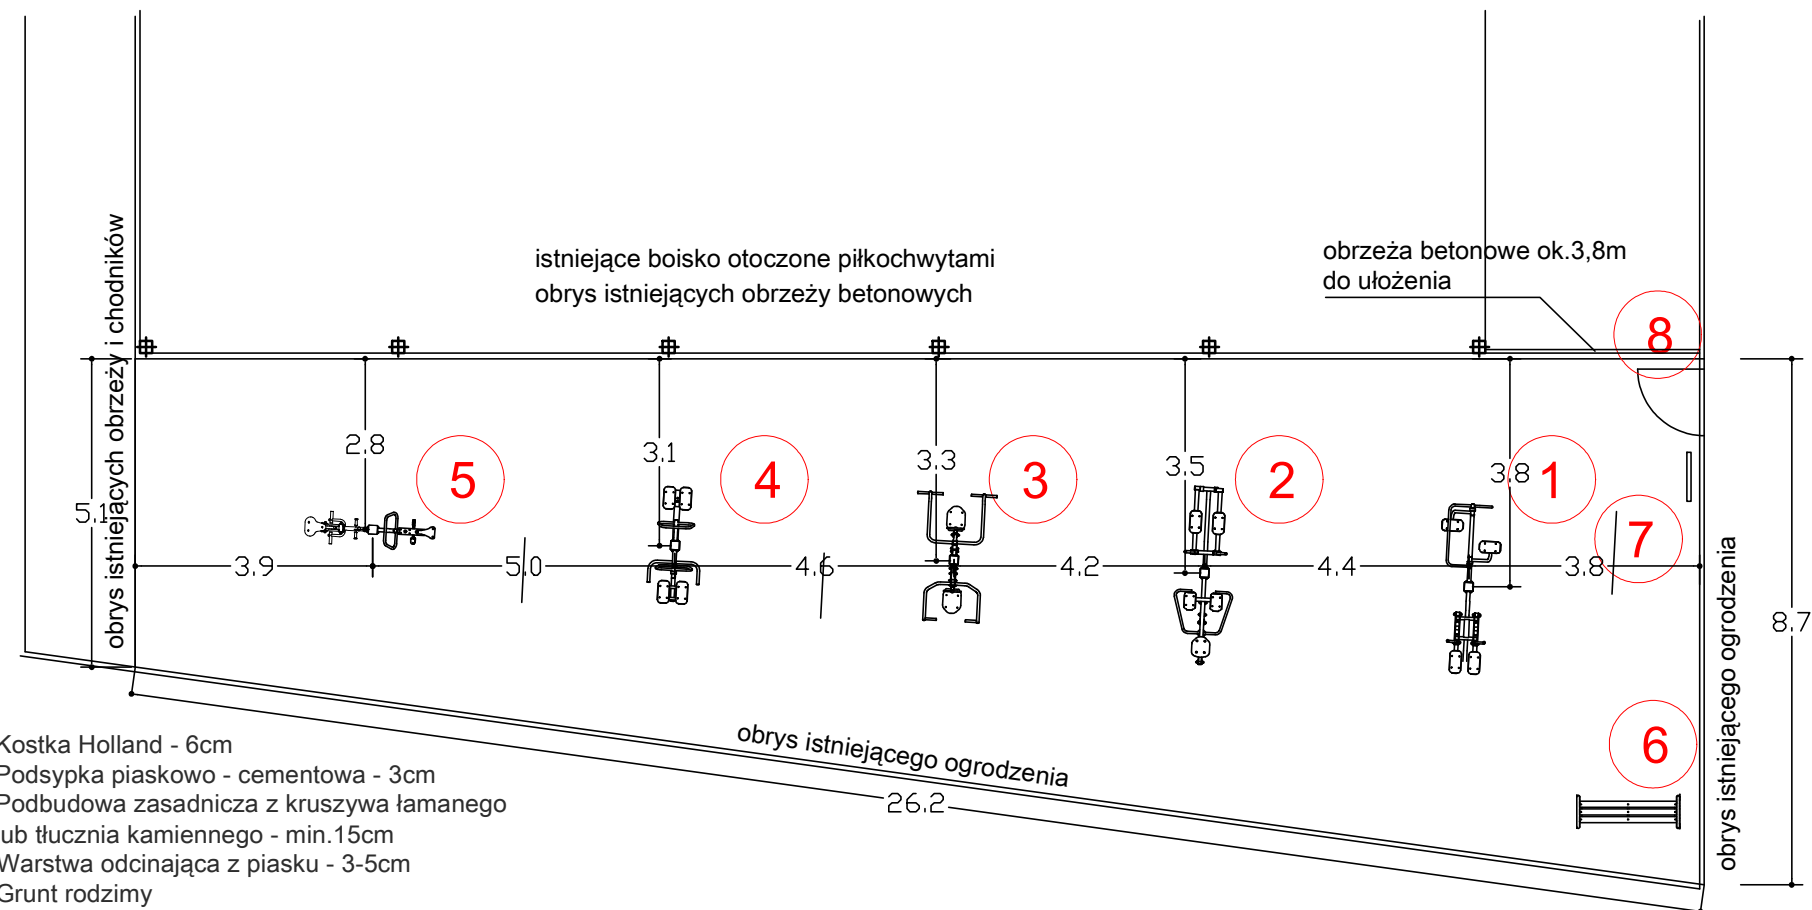 istniejące boisko otoczone piłkochwytami
obrys istniejących obrzeży betonowych
obrzeża betonowe ok.3,8m
do ułożenia
obrys istniejących obrzeży i chodników
8
2.8
3.1
3.3
3.5
3.8
5
4
3
2
1
7
5.1
3.9
5.0
4.6
4.2
4.4
3.8
8.7
obrys istniejącego ogrodzenia
6
obrys istniejącego ogrodzenia
26.2
Kostka Holland - 6cm
Podsypka piaskowo - cementowa - 3cm
Podbudowa zasadnicza z kruszywa łamanego
lub tłucznia kamiennego - min.15cm
Warstwa odcinająca z piasku - 3-5cm
Grunt rodzimy